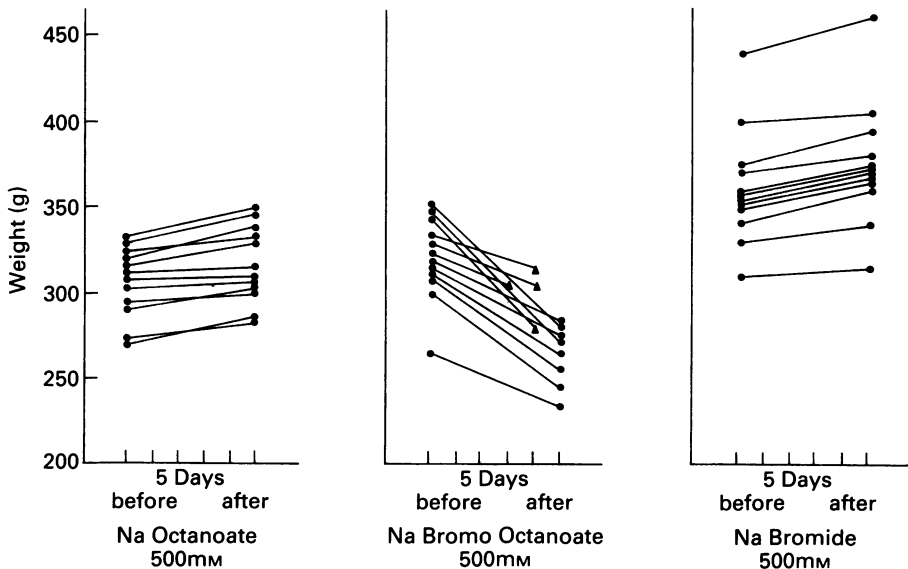 Weight (g)
450
400
350
300
250
200
5 Days
before after
Na Octanoate
500mM
5 Days
before after
Na Bromo Octanoate
500mM
5 Days
before after
Na Bromide
500mM